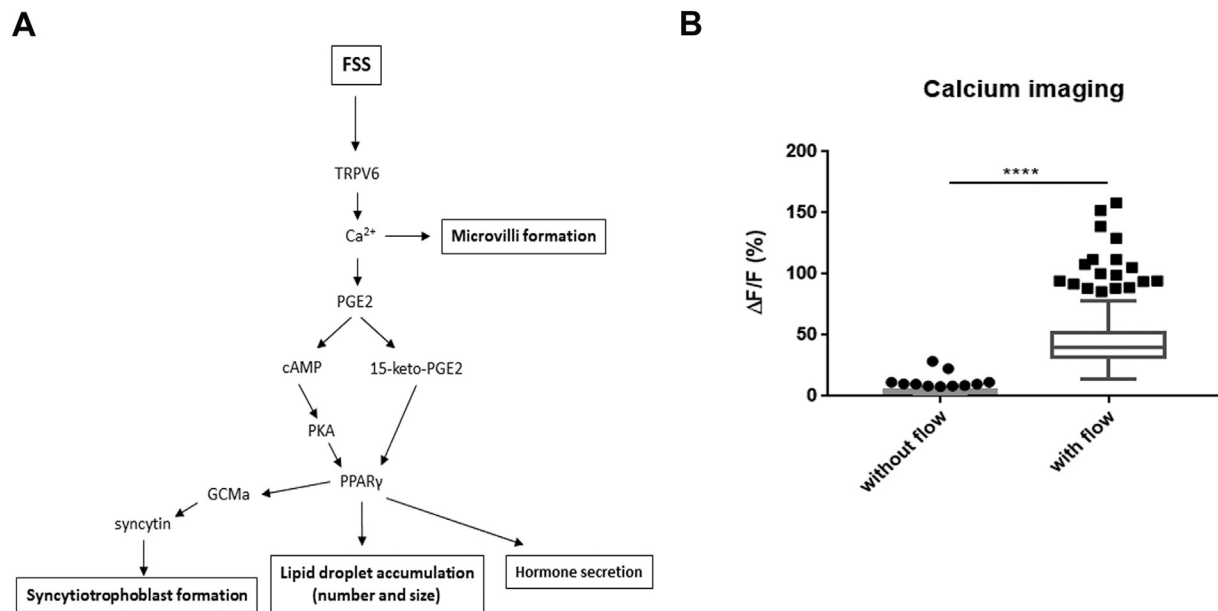 A
FSS
TRPV6
Ca²⁺
Microvilli formation
PGE2
cAMP
15-keto-PGE2
PKA
PPARγ
GCMa
syncytin
Syncytiotrophoblast formation
Lipid droplet accumulation
(number and size)
Hormone secretion
B
Calcium imaging
****
200
150
100
50
0
ΔF/F (%)
without flow
with flow